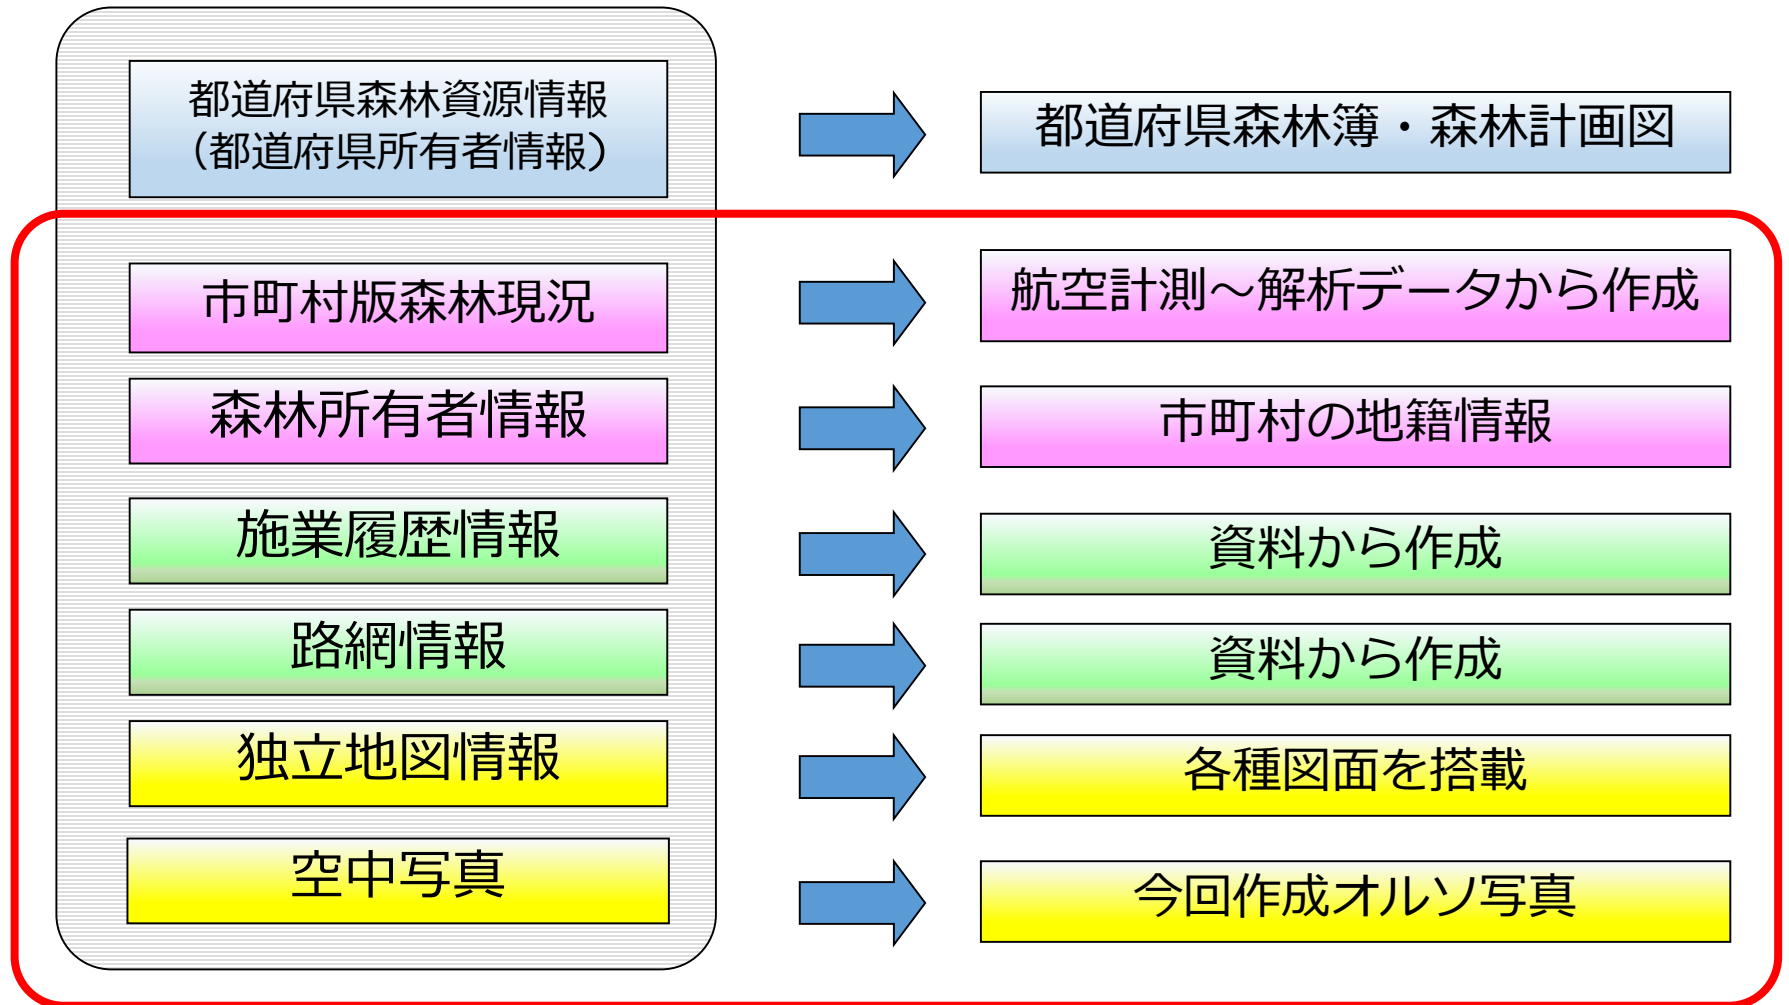 都道府県森林資源情報
（都道府県所有者情報）
都道府県森林簿・森林計画図
市町村版森林現況
航空計測～解析データから作成
森林所有者情報
市町村の地籍情報
施業履歴情報
資料から作成
路網情報
資料から作成
独立地図情報
各種図面を搭載
空中写真
今回作成オルソ写真